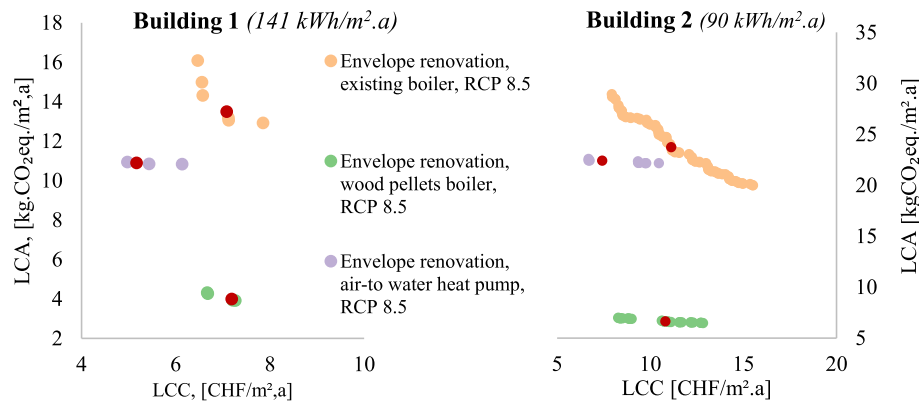 Building 1 (141 kWh/m².a)
18
16
14
12
10
8
6
4
2
LCA, [kg.CO₂eq./m²,a]
4
6
8
10
LCC, [CHF/m²,a]
Envelope renovation,
existing boiler, RCP 8.5
Envelope renovation,
wood pellets boiler,
RCP 8.5
Envelope renovation,
air-to water heat pump,
RCP 8.5
Building 2 (90 kWh/m².a)
35
30
25
20
15
10
5
LCA [kgCO₂eq./m².a]
5
10
15
20
LCC [CHF/m².a]